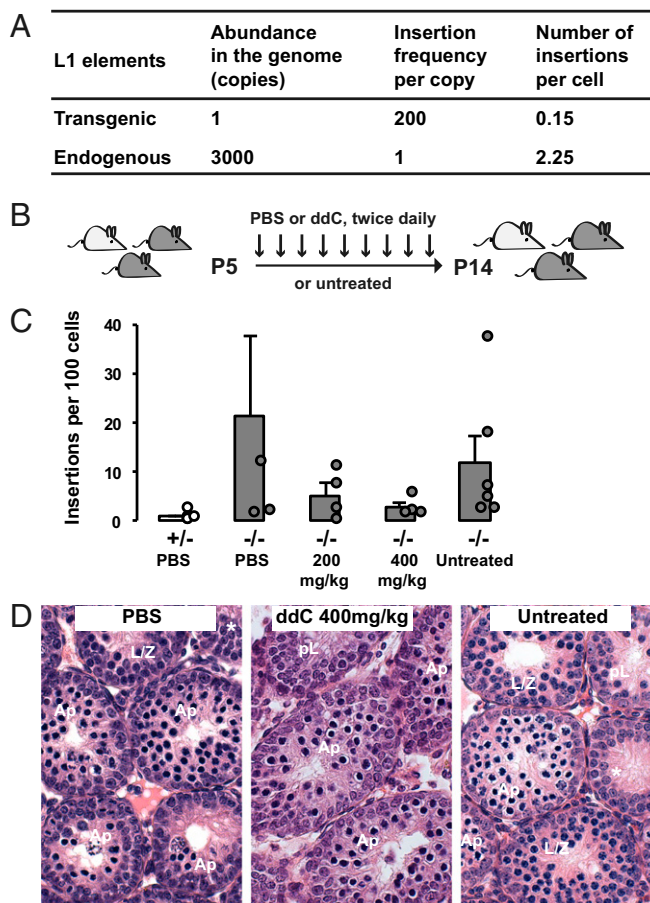 A
L1 elements
Abundance in the genome (copies)
Insertion frequency per copy
Number of insertions per cell
Transgenic 1 200 0.15
Endogenous 3000 1 2.25
B
PBS or ddC, twice daily
P5
P14
or untreated
C
Insertions per 100 cells
40
30
20
10
0
+/- -/- -/- -/- -/-
PBS PBS 200 mg/kg 400 mg/kg Untreated
D
PBS
ddC 400mg/kg
Untreated
L/Z
*
Ap
Ap
Ap
Ap
pL
Ap
Ap
Ap
L/Z
pL
*
Ap
Ap
L/Z